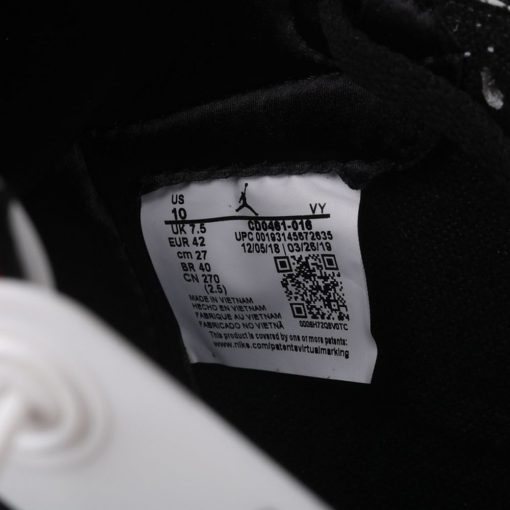 US
10 VY
UK 7.5 CD0461-016
EUR 42 UPC 00193145672635
cm 27 12/05/18 | 03/26/19
BR 40
CN 270
(2.5)
MADE IN VIETNAM
HECHO EN VIETNAM
FABRIQUE AU VIETNAM
FABRICADO NO VIETNÃ
0009H72Q8V0TC
This product is covered by one or more patents:
www.nike.com/patentsvirtualmarking